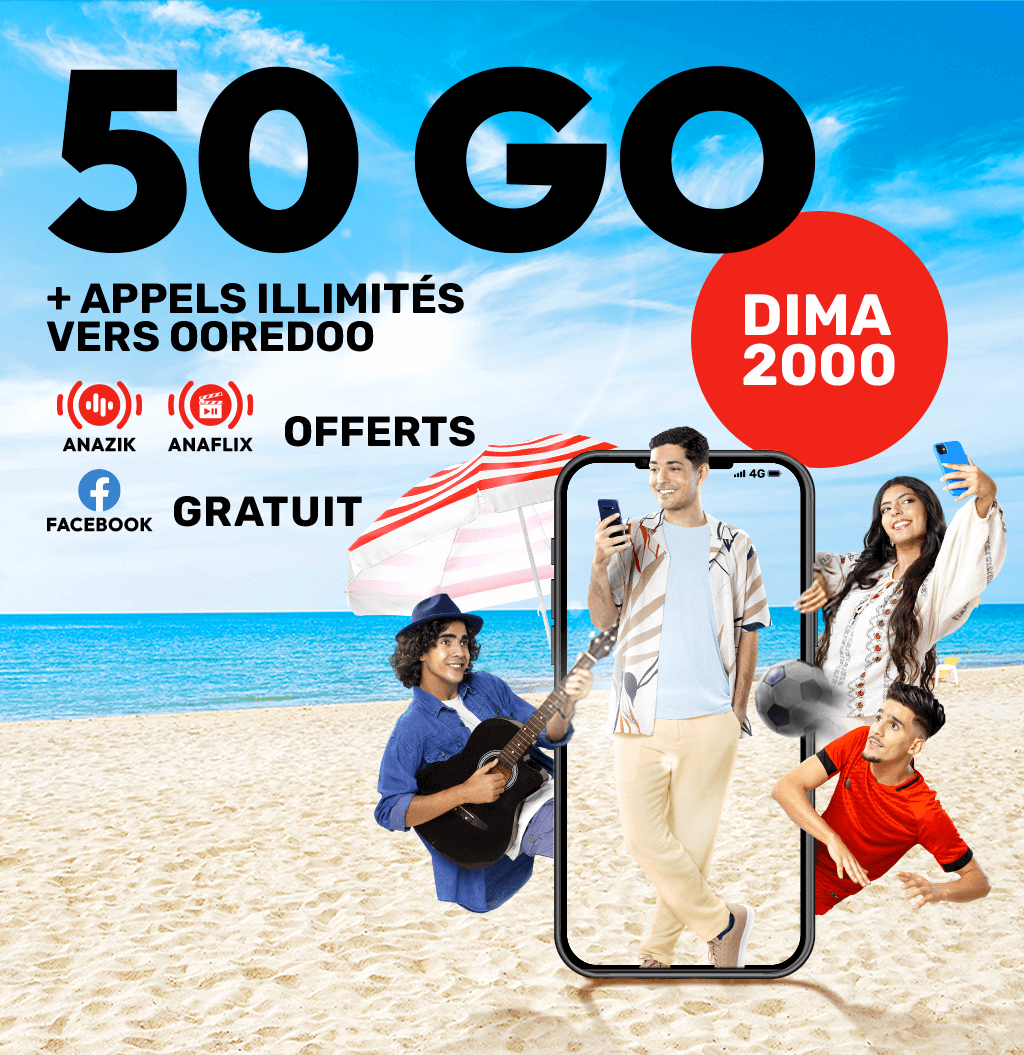 50 GO
+ APPELS ILLIMITÉS
VERS OOREDOO
DIMA
2000
ANAZIK
ANAFLIX
OFFERTS
FACEBOOK
GRATUIT
4G